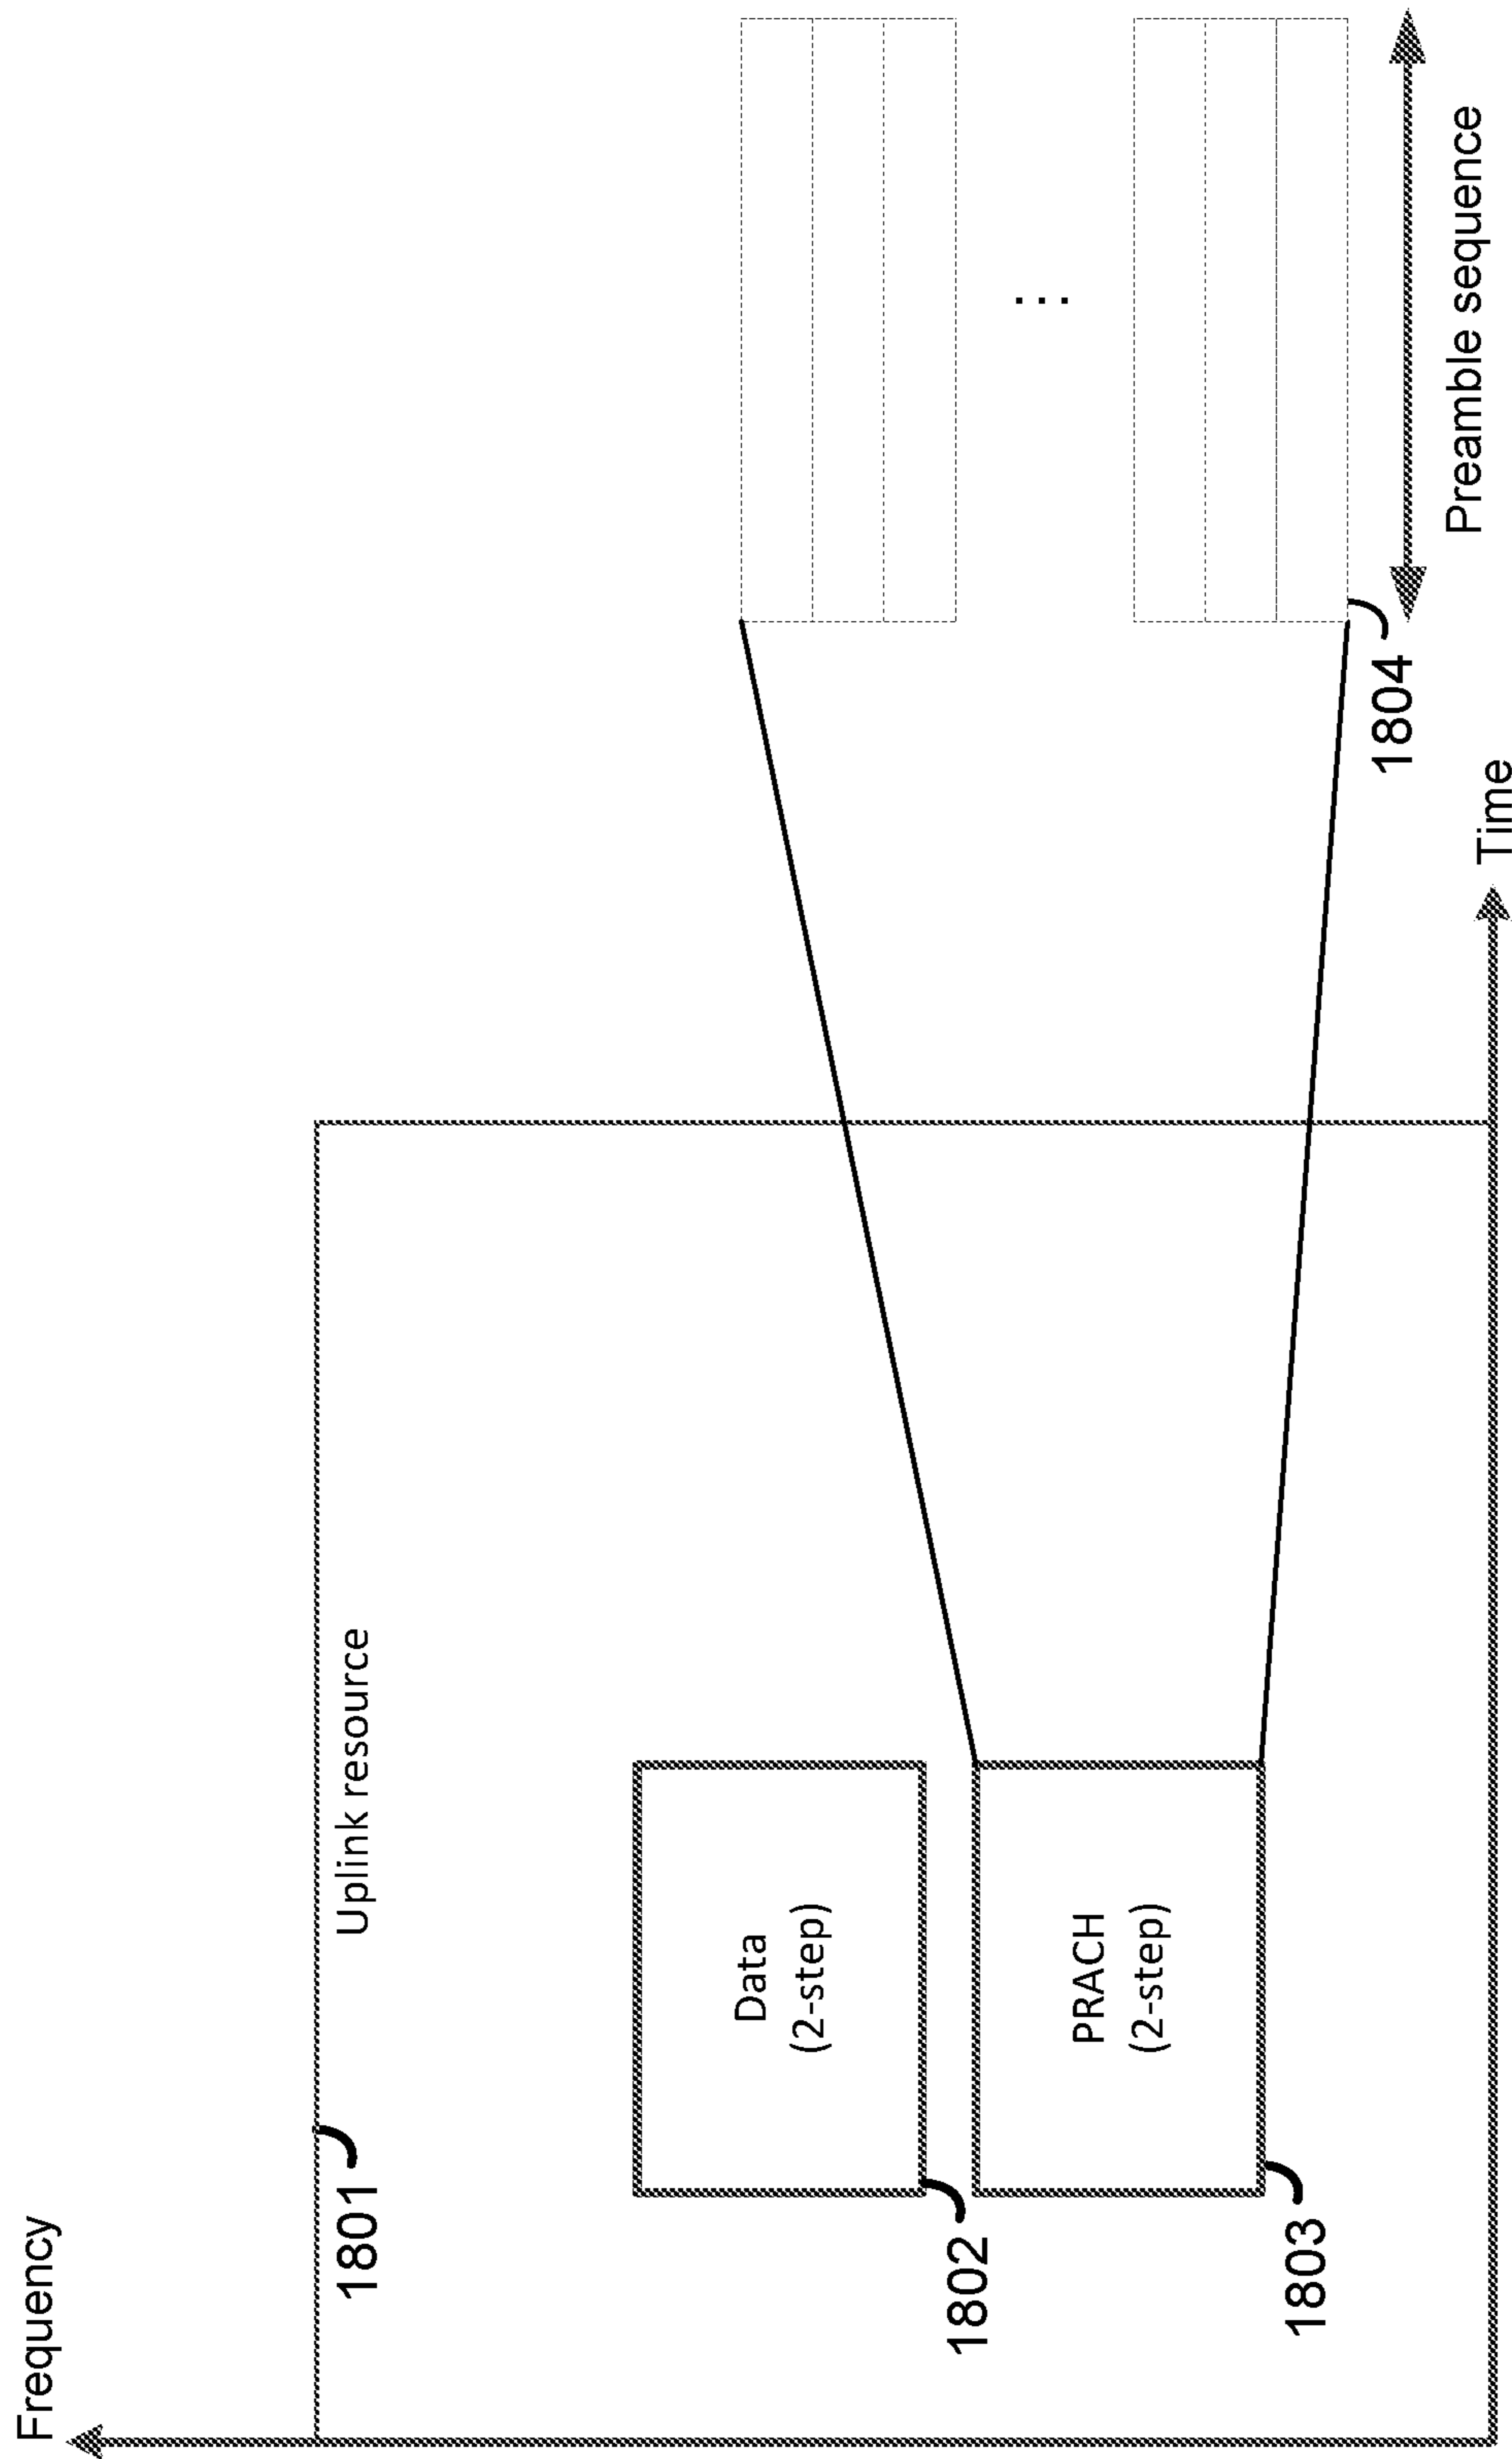 Frequency
1801
Uplink resource
Data
(2-step)
1802
PRACH
(2-step)
1803
...
1804
Preamble sequence
Time